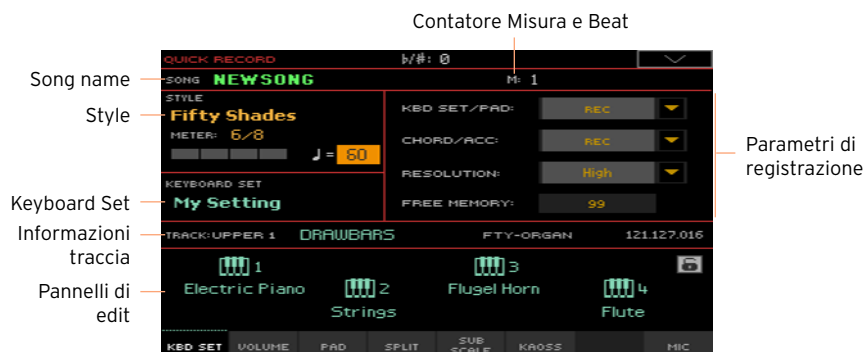 Contatore Misura e Beat
QUICK RECORD ♭/#: 0
Song name
SONG NEWSONG M: 1
Style
STYLE
Fifty Shades
METER: 6/8
♩ = 60
KBD SET/PAD: REC
CHORD/ACC: REC
RESOLUTION: High
FREE MEMORY: 99
Parametri di
registrazione
Keyboard Set
KEYBOARD SET
My Setting
Informazioni
traccia
TRACK:UPPER 1 DRAWBARS FTY-ORGAN 121.127.016
Pannelli di
edit
1
Electric Piano
2
Strings
3
Flugel Horn
4
Flute
KBD SET VOLUME PAD SPLIT SUB SCALE KAOSS MIC